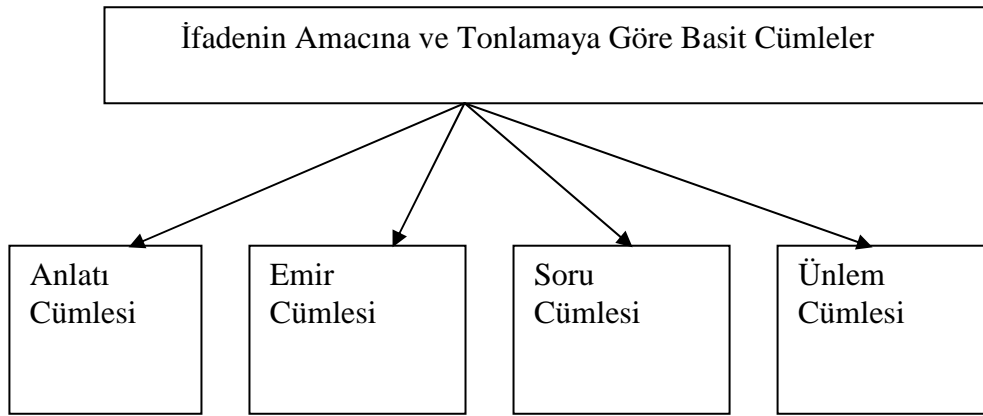 İfadenin Amacına ve Tonlamaya Göre Basit Cümleler
Anlatı
Cümlesi
Emir
Cümlesi
Soru
Cümlesi
Ünlem
Cümlesi